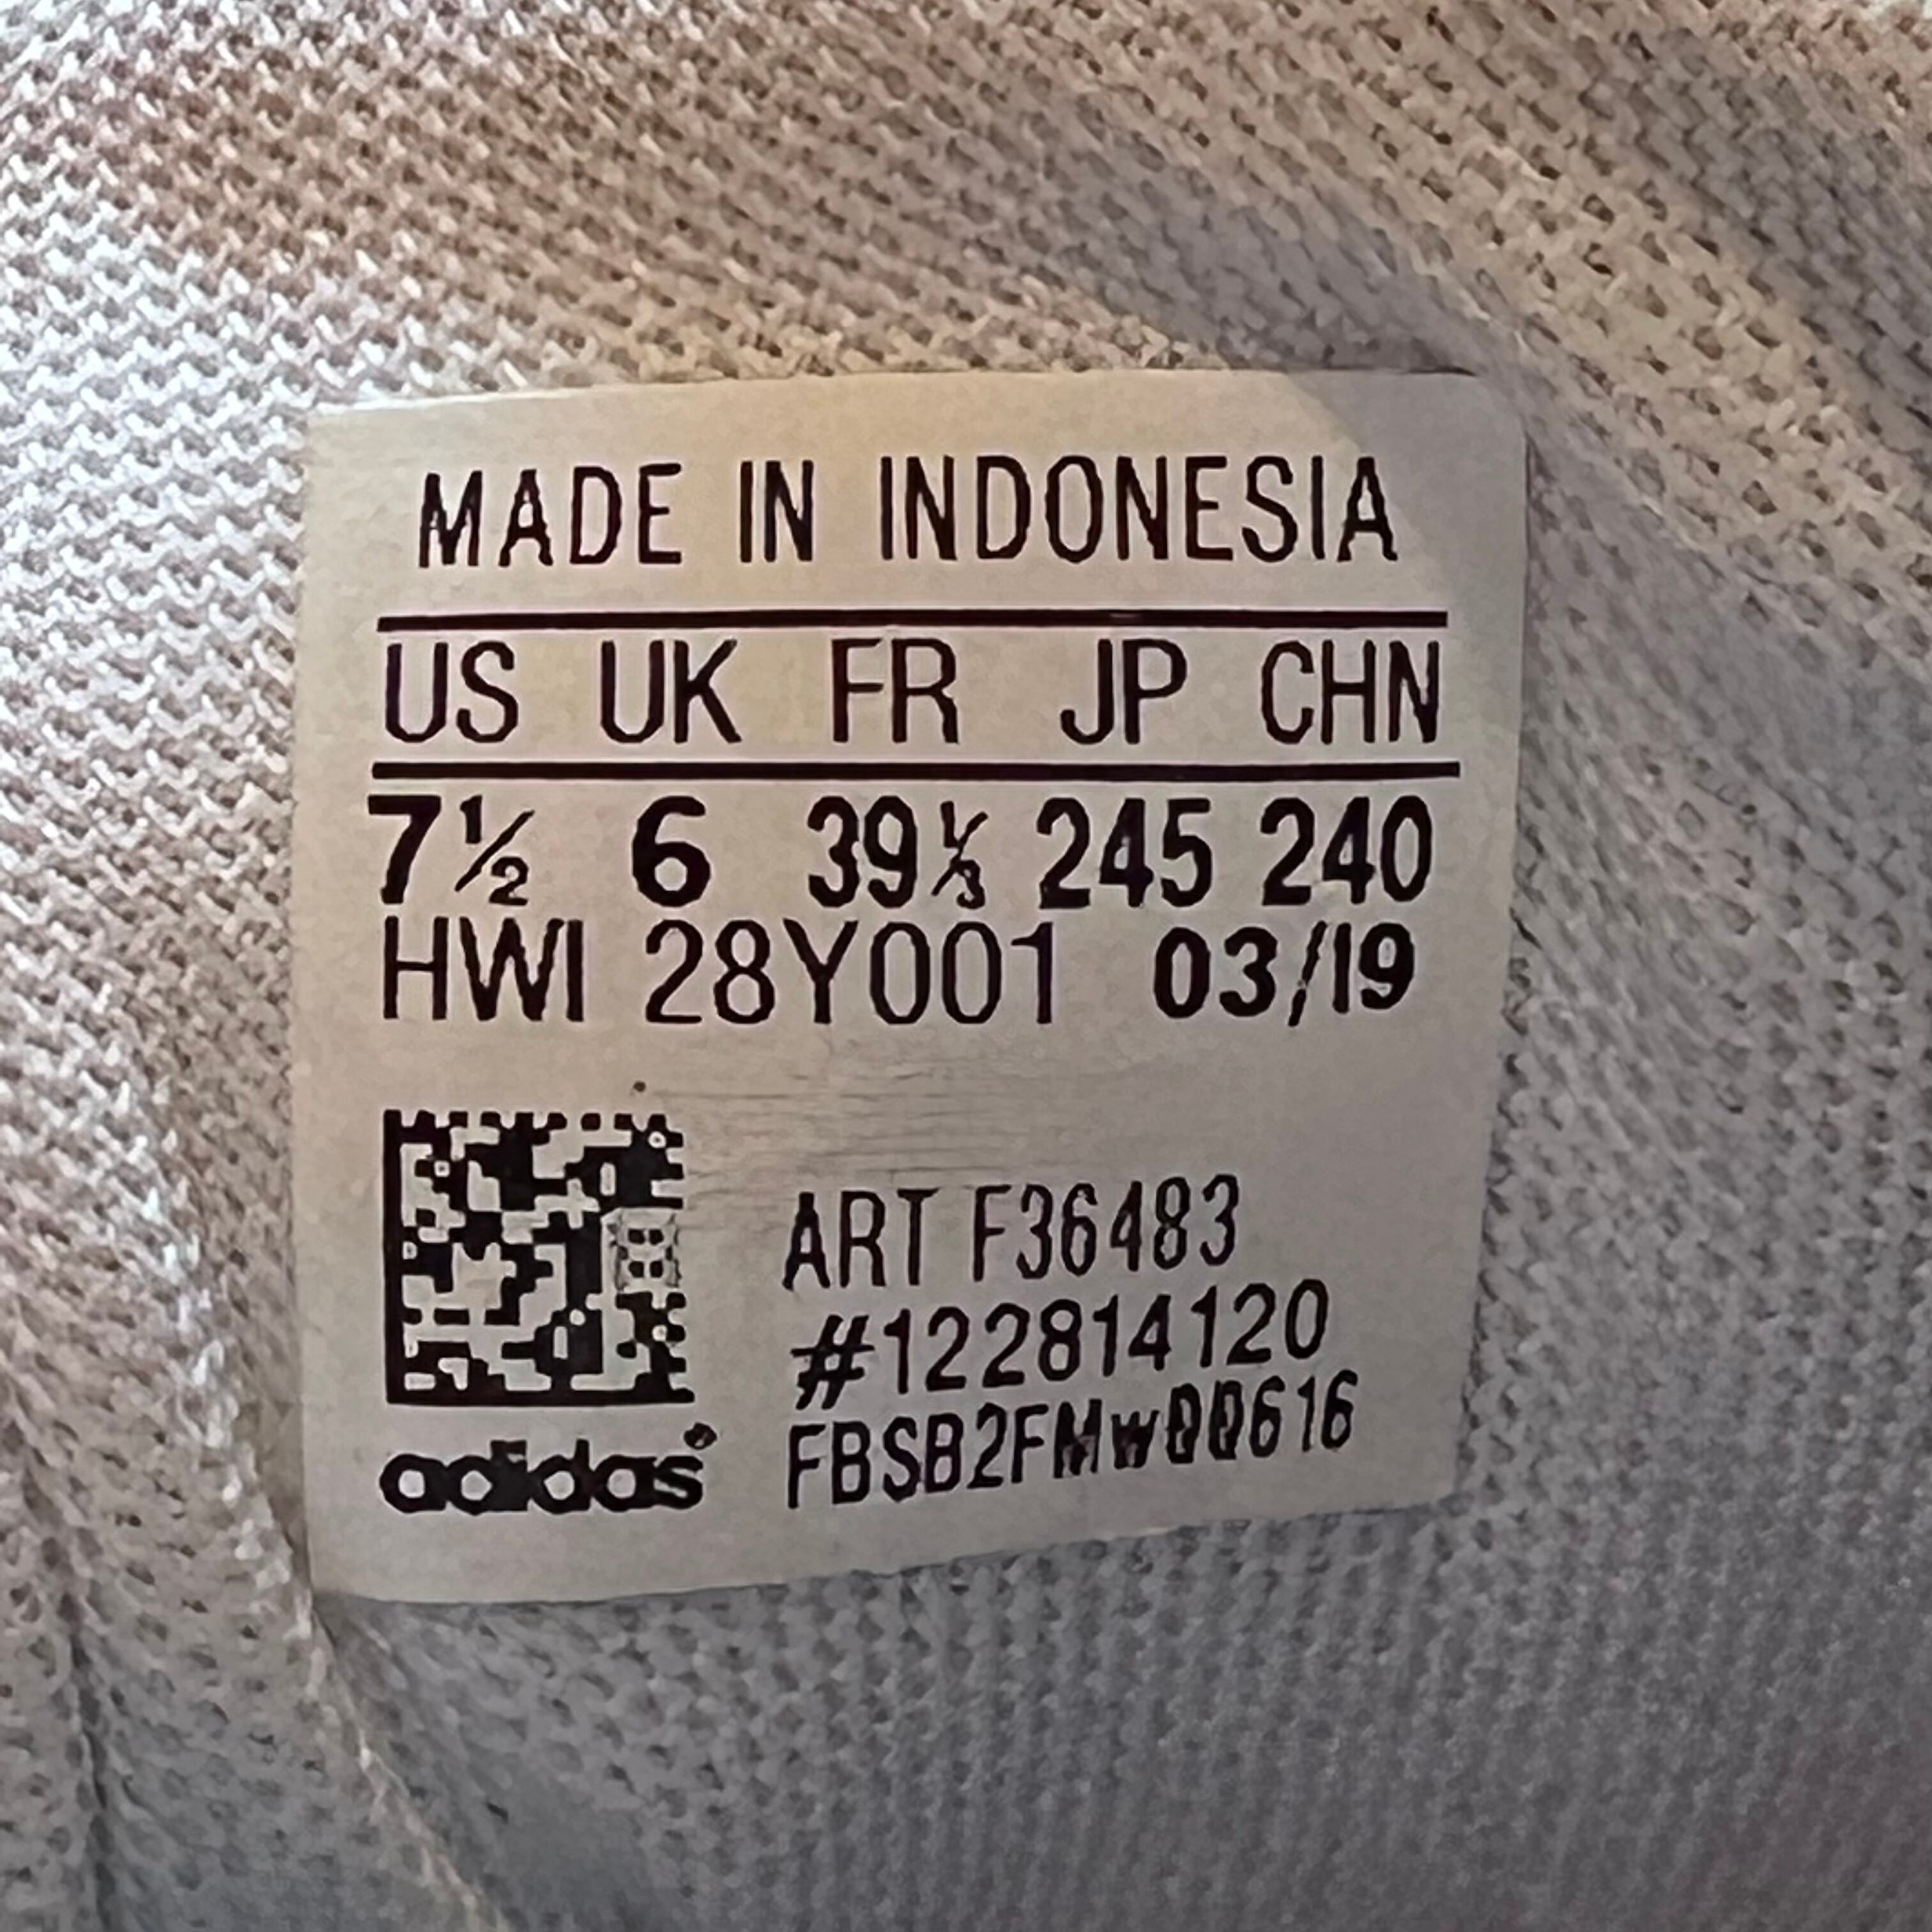 MADE IN INDONESIA
US UK FR JP CHN
7½ 6 39⅓ 245 240
HWI 28Y001 03/19
ART F36483
#122814120
adidas